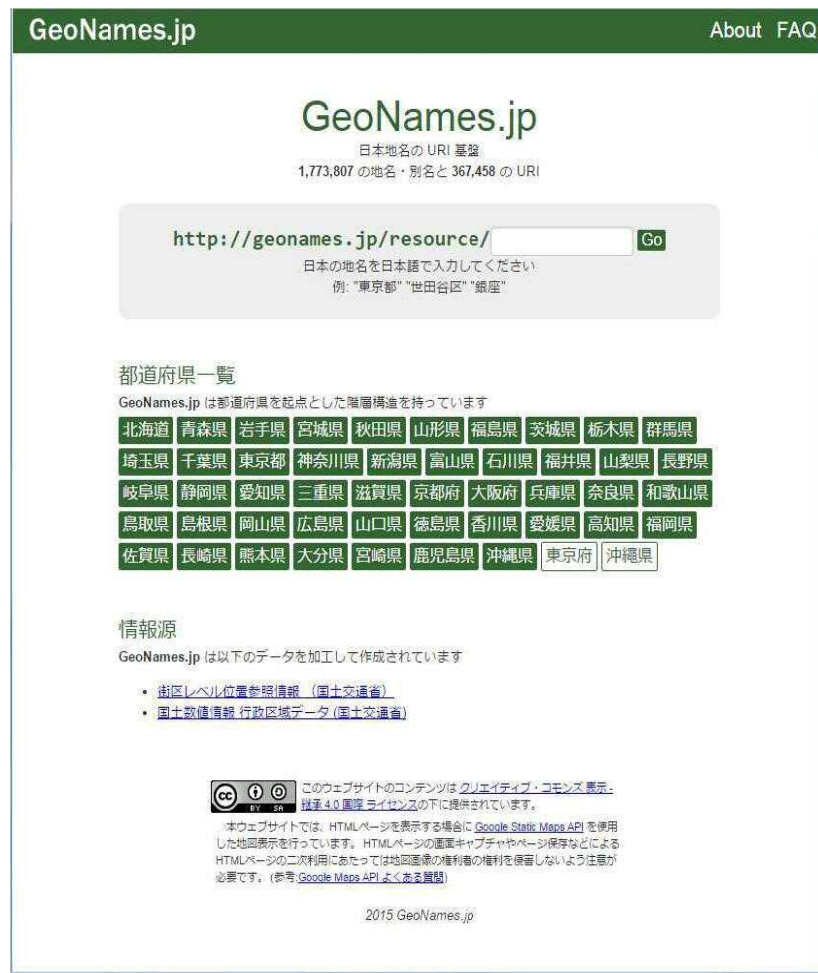 GeoNames.jp About FAQ
GeoNames.jp
日本地名の URI 基盤
1,773,807 の地名・別名と 367,458 の URI
http://geonames.jp/resource/ Go
日本の地名を日本語で入力してください
例: "東京都" "世田谷区" "銀座"
都道府県一覧
GeoNames.jp は都道府県を起点とした階層構造を持っています
北海道 青森県 岩手県 宮城県 秋田県 山形県 福島県 茨城県 栃木県 群馬県
埼玉県 千葉県 東京都 神奈川県 新潟県 富山県 石川県 福井県 山梨県 長野県
岐阜県 静岡県 愛知県 三重県 滋賀県 京都府 大阪府 兵庫県 奈良県 和歌山県
鳥取県 島根県 岡山県 広島県 山口県 徳島県 香川県 愛媛県 高知県 福岡県
佐賀県 長崎県 熊本県 大分県 宮崎県 鹿児島県 沖縄県 東京府 沖縄県
情報源
GeoNames.jp は以下のデータを加工して作成されています
• 街区レベル位置参照情報 （国土交通省）
• 国土数値情報 行政区域データ (国土交通省)
cc BY SA このウェブサイトのコンテンツは クリエイティブ・コモンズ 表示 -
継承 4.0 国際 ライセンスの下に提供されています。
本ウェブサイトでは、HTMLページを表示する場合に Google Static Maps API を使用
した地図表示を行っています。 HTMLページの画面キャプチャやページ保存などによる
HTMLページの二次利用にあたっては地図画像の権利者の権利を侵害しないよう注意が
必要です。 (参考:Google Maps API よくある質問)
2015 GeoNames.jp